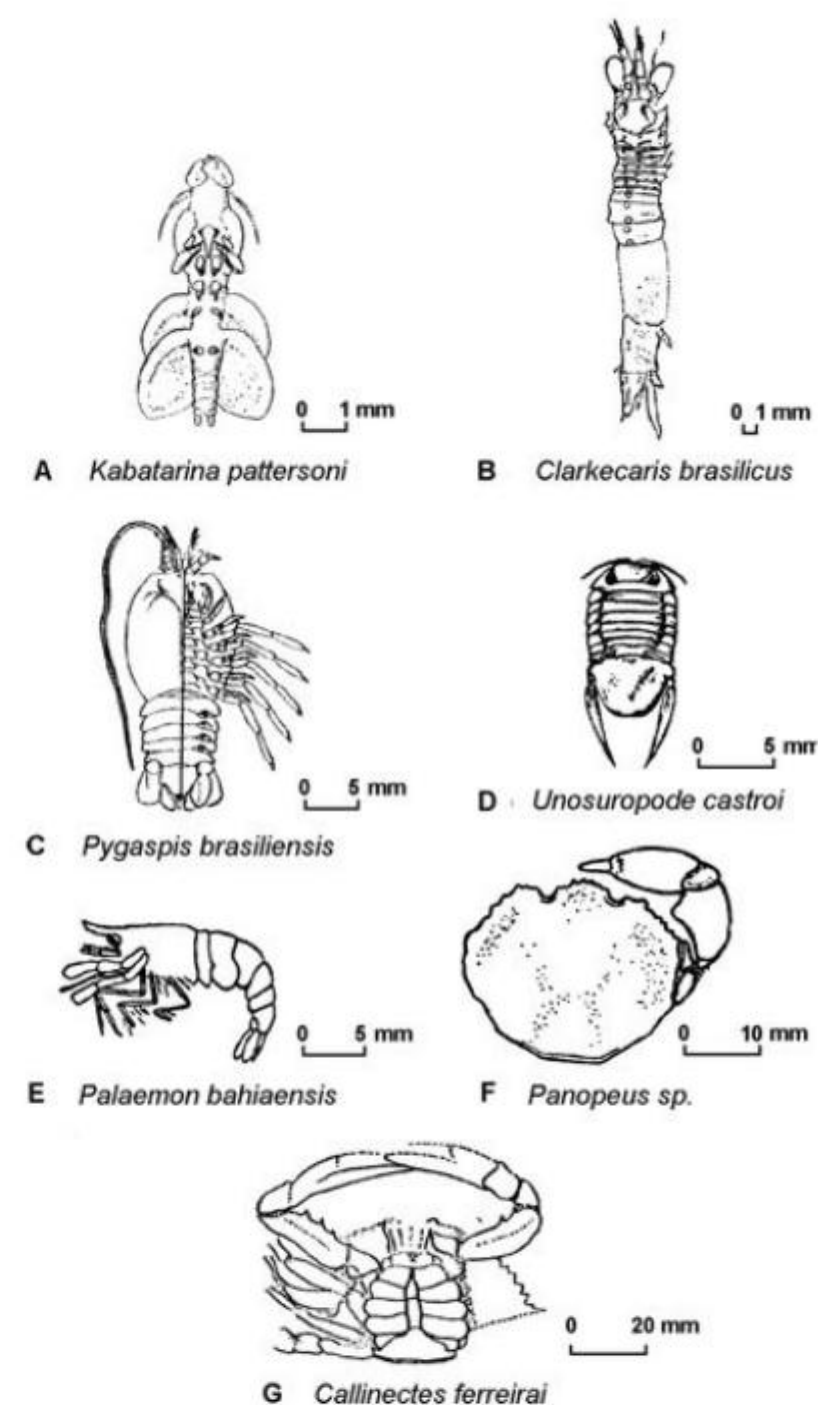 0 1 mm
0 1 mm
A Kabatarina pattersoni
B Clarkecaris brasilicus
0 5 mm
0 5 mm
D Unosuropode castroi
C Pygaspis brasiliensis
0 5 mm
0 10 mm
E Palaemon bahiaensis
F Panopeus sp.
0 20 mm
G Callinectes ferreirai